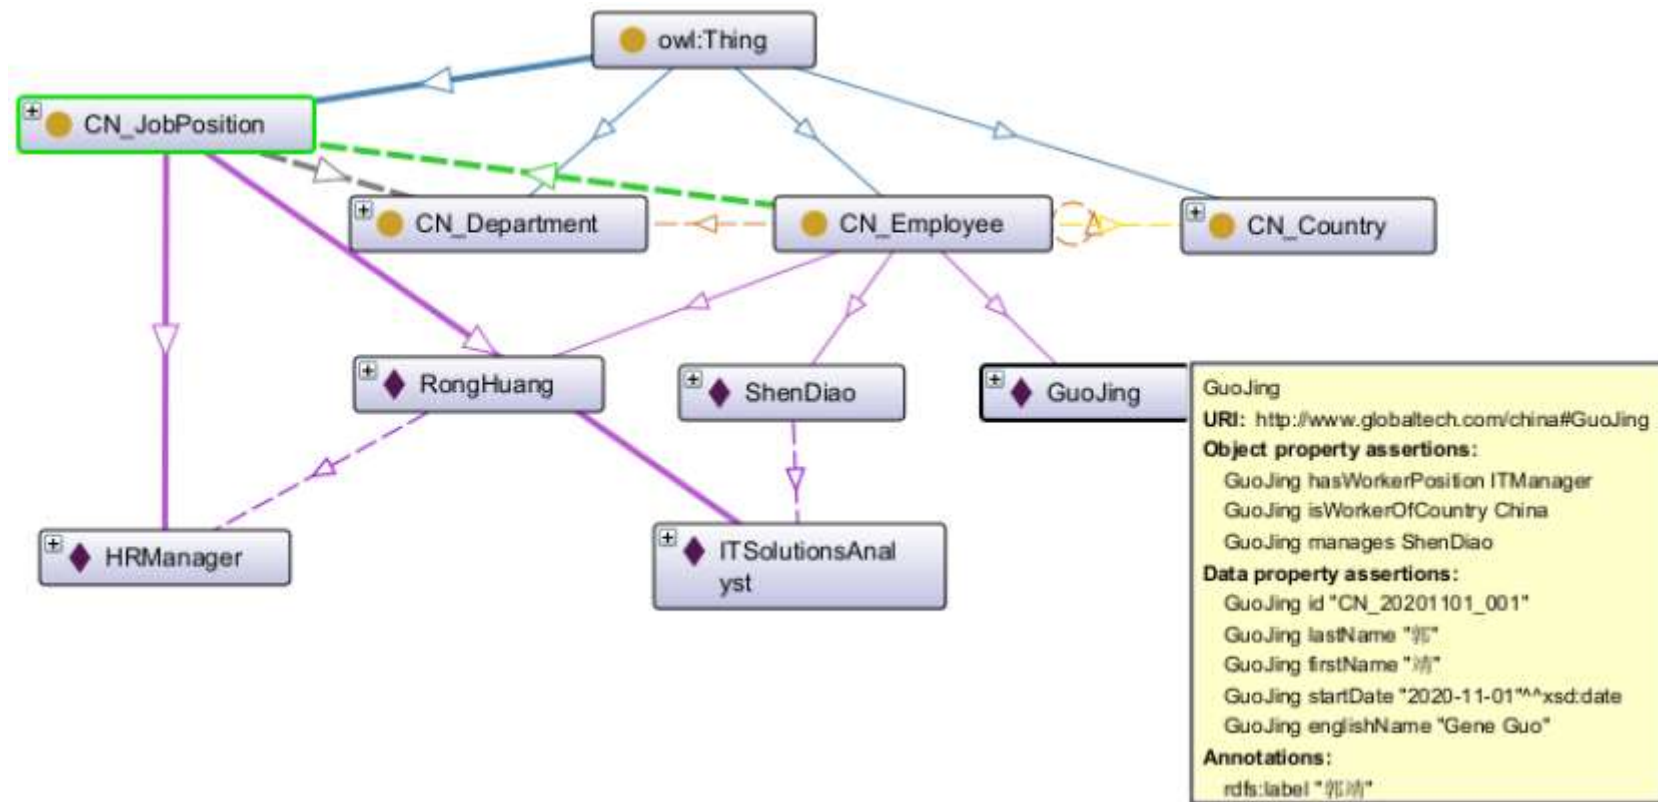 owl:Thing
CN_JobPosition
CN_Department
CN_Employee
CN_Country
RongHuang
ShenDiao
GuoJing
HRManager
ITSolutionsAnal
yst
GuoJing
URI: http://www.globaltech.com/china#GuoJing
Object property assertions:
GuoJing hasWorkerPosition ITManager
GuoJing isWorkerOfCountry China
GuoJing manages ShenDiao
Data property assertions:
GuoJing id "CN_20201101_001"
GuoJing lastName "郭"
GuoJing firstName "靖"
GuoJing startDate "2020-11-01"^^xsd:date
GuoJing englishName "Gene Guo"
Annotations:
rdfs:label "郭靖"